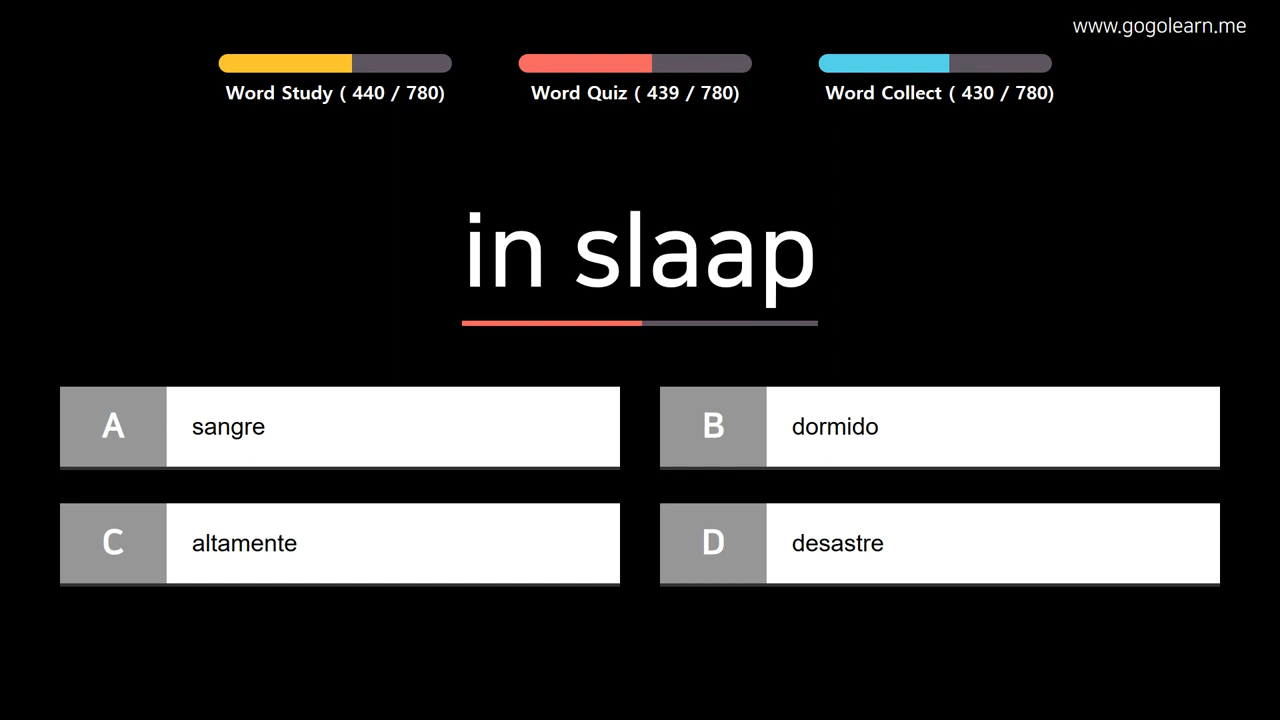 www.gogolearn.me
Word Study ( 440 / 780)
Word Quiz ( 439 / 780)
Word Collect ( 430 / 780)
in slaap
A
sangre
B
dormido
C
altamente
D
desastre